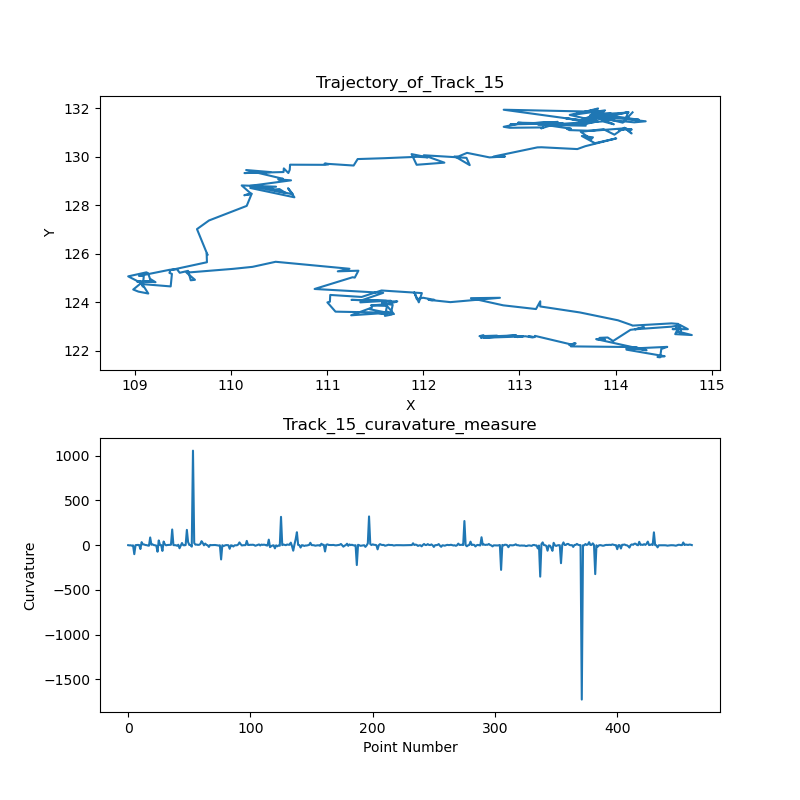 Trajectory_of_Track_15
132
130
128
126
124
122
Y
109 110 111 112 113 114 115
X
Track_15_curavature_measure
1000
500
0
−500
−1000
−1500
Curvature
0 100 200 300 400
Point Number